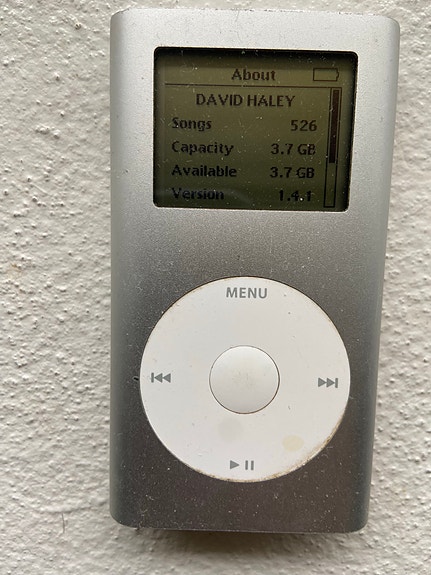 About
DAVID HALEY
Songs 526
Capacity 3.7 GB
Available 3.7 GB
Version 1.4.1
MENU